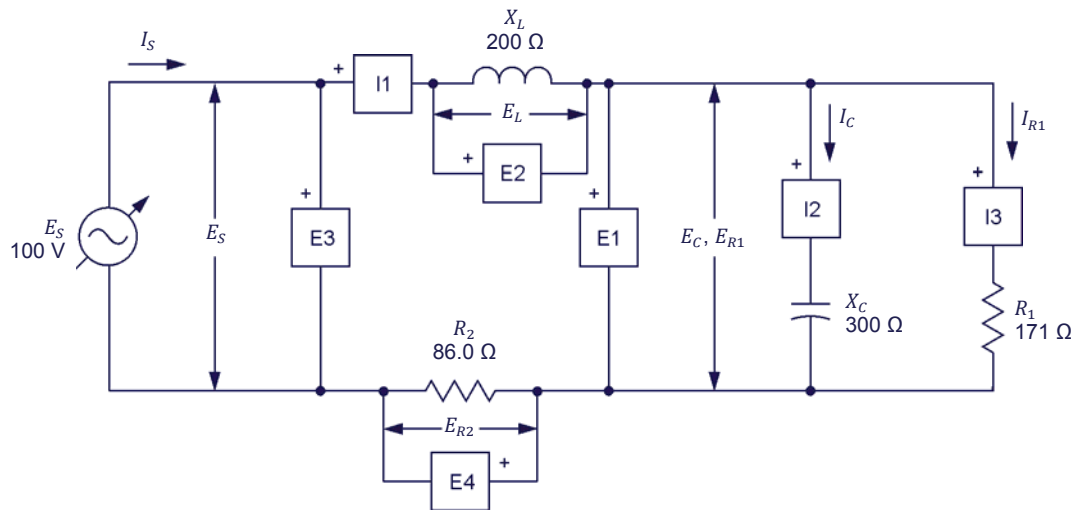 X_L
200 Ω
I_S
+
I1
E_L
+
E2
I_C
I_R1
+
I2
+
I3
E_S
100 V
E_S
+
E3
+
E1
E_C, E_R1
X_C
300 Ω
R_1
171 Ω
R_2
86.0 Ω
E_R2
E4
+